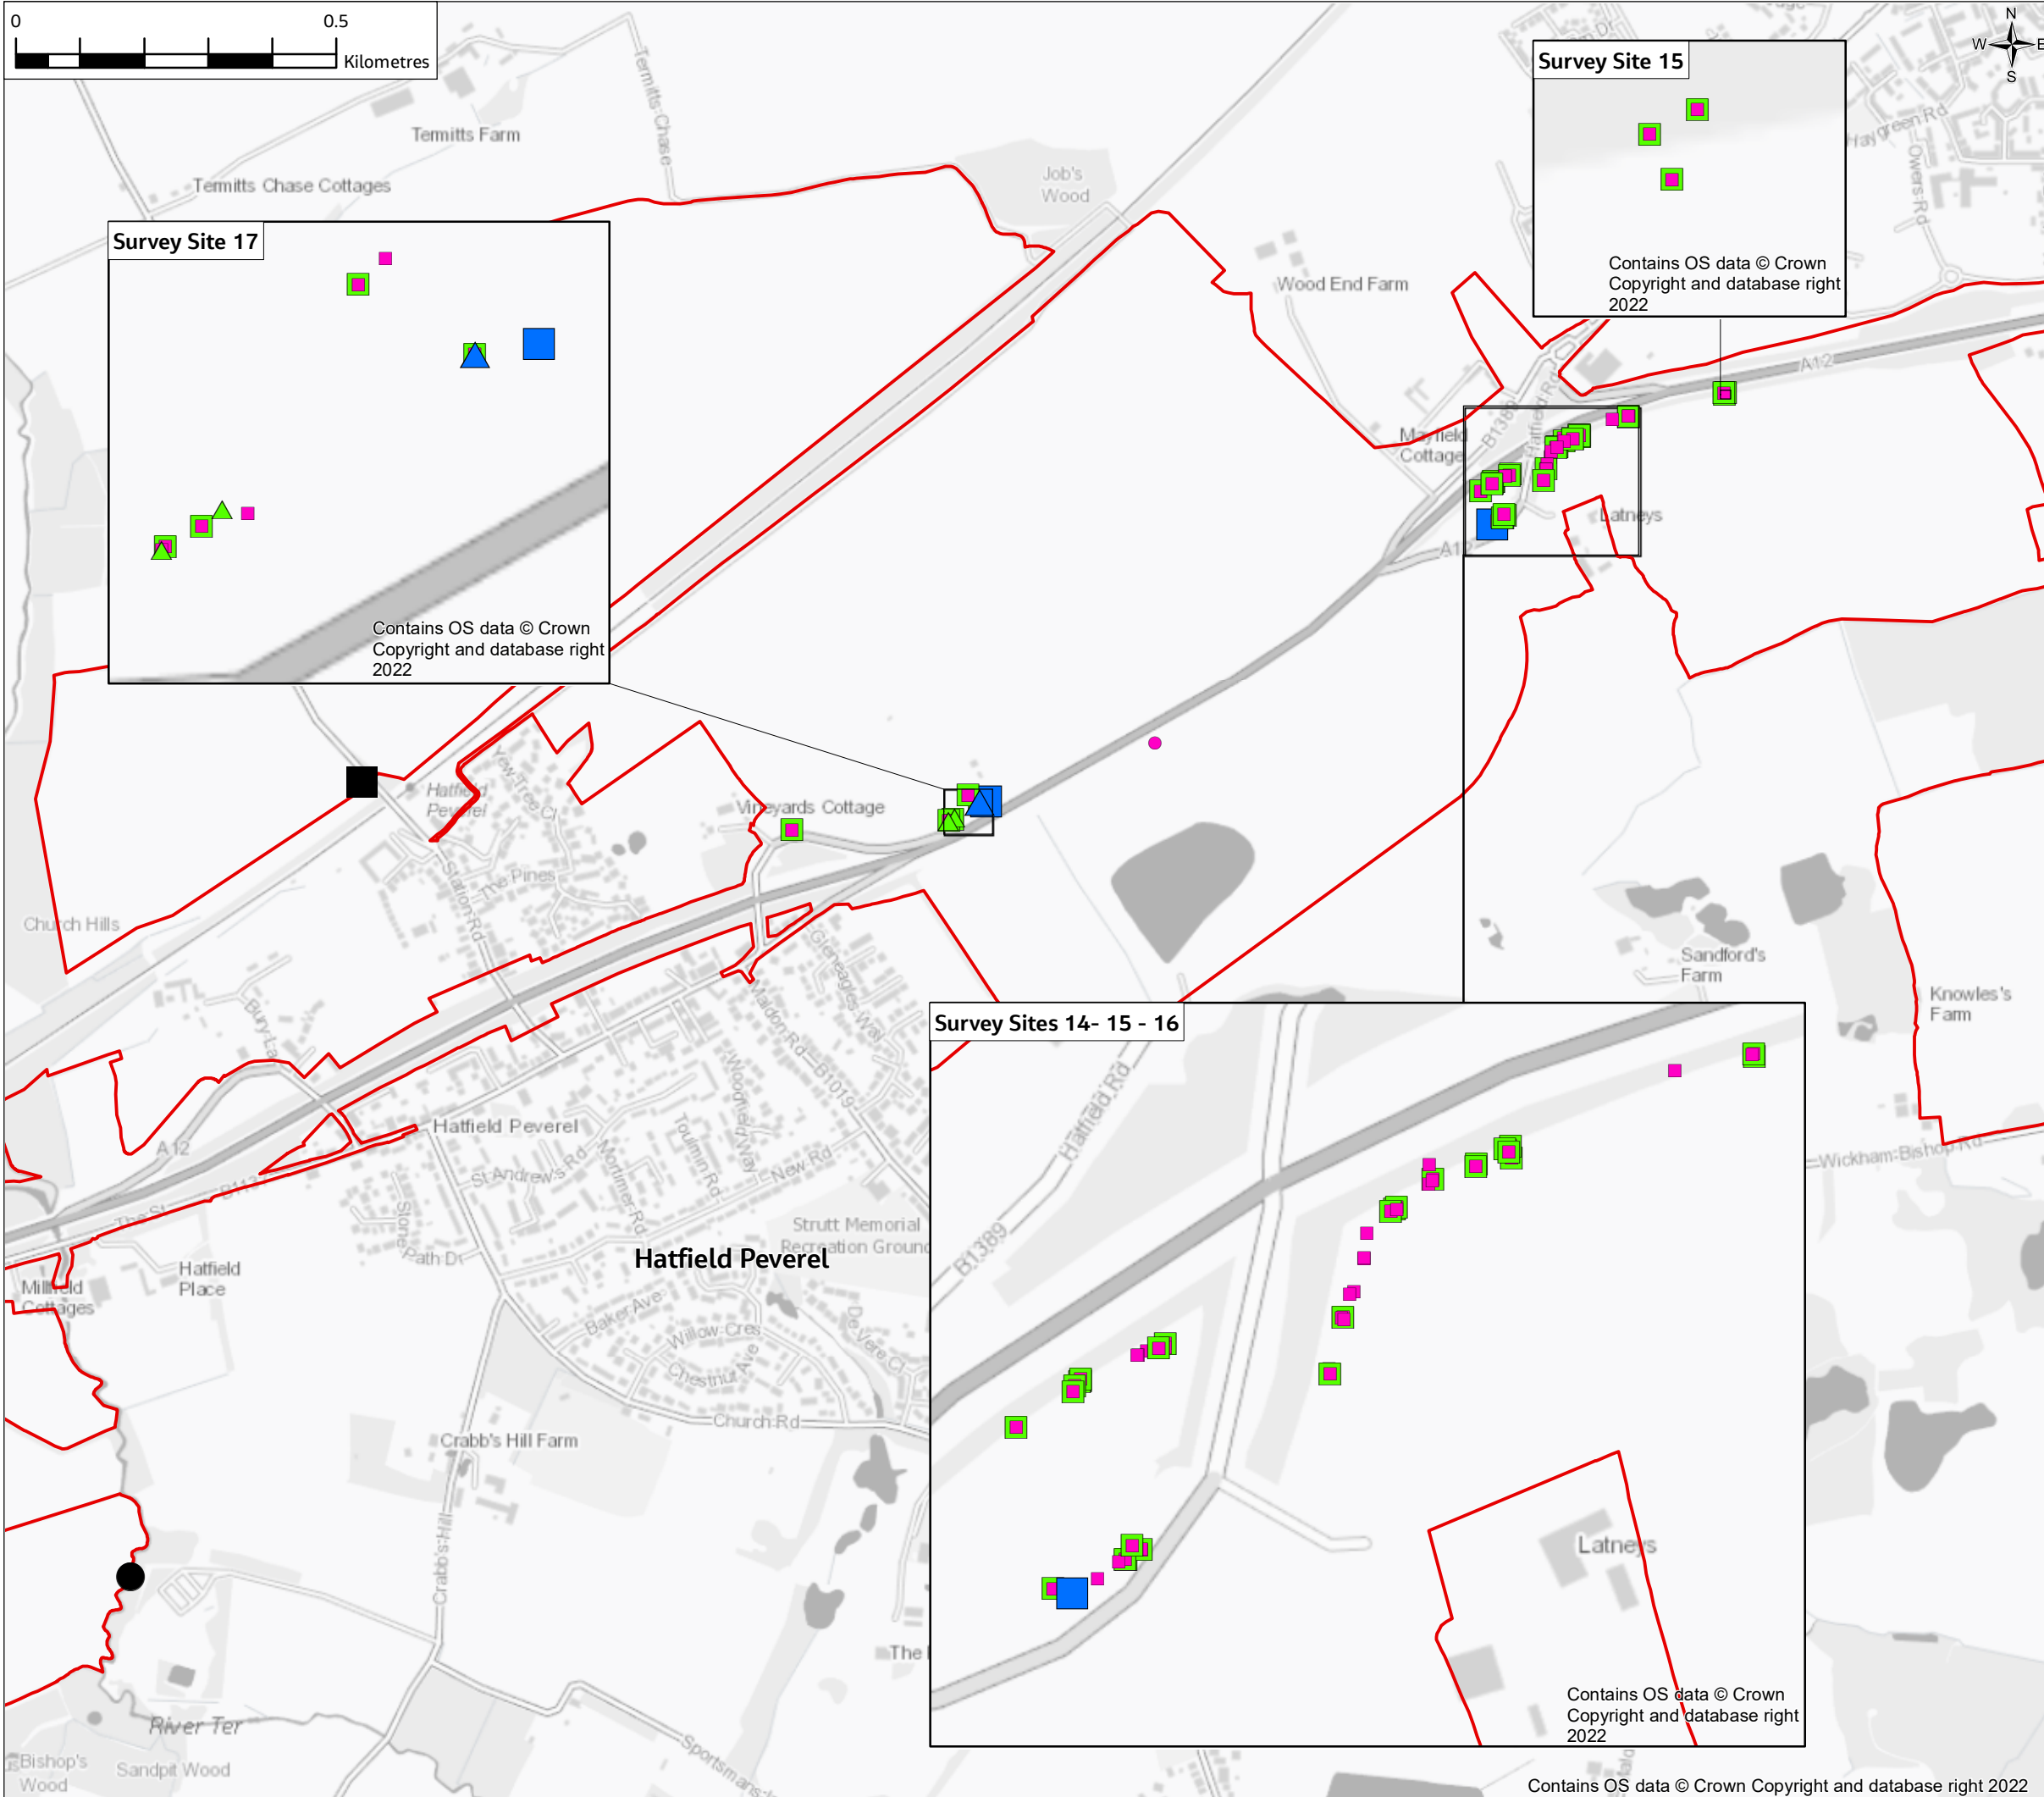 0 0.5
Kilometres
N
W E
S
Survey Site 15
Contains OS data © Crown
Copyright and database right
2022
Termitts Farm
Termitts Chase
Termitts Chase Cottages
Job's
Wood
Haygreen Rd
Owers Rd
Survey Site 17
Contains OS data © Crown
Copyright and database right
2022
Wood End Farm
A12
Mayfield
Cottage
B1389
Hatfield Rd
Latneys
A12
Hatfield
Peverel
Yew Tree Cl
Vineyards Cottage
The Pines
Station Rd
Church Hills
Bury La
Gleneagles Way
Maldon Rd
B1019
Woodfield Way
Sandford's
Farm
Knowles's
Farm
Survey Sites 14- 15 - 16
Hatfield Rd
B1389
Latneys
Contains OS data © Crown
Copyright and database right
2022
Wickham Bishop Rd
Hatfield Peverel
A12
B1137
The St
St Andrew's Rd
Mortimer Rd
Toulmin Rd
New Rd
Stone
Path Dr
Strutt Memorial
Recreation Ground
Hatfield Peverel
Hatfield
Place
Millfield
Cottages
Baker Ave
Willow Cres
Chestnut Ave
De Vere Cl
Church Rd
Crabb's Hill Farm
Crabb's Hill
The
River Ter
Bishop's
Wood
Sandpit Wood
Contains OS data © Crown Copyright and database right 2022